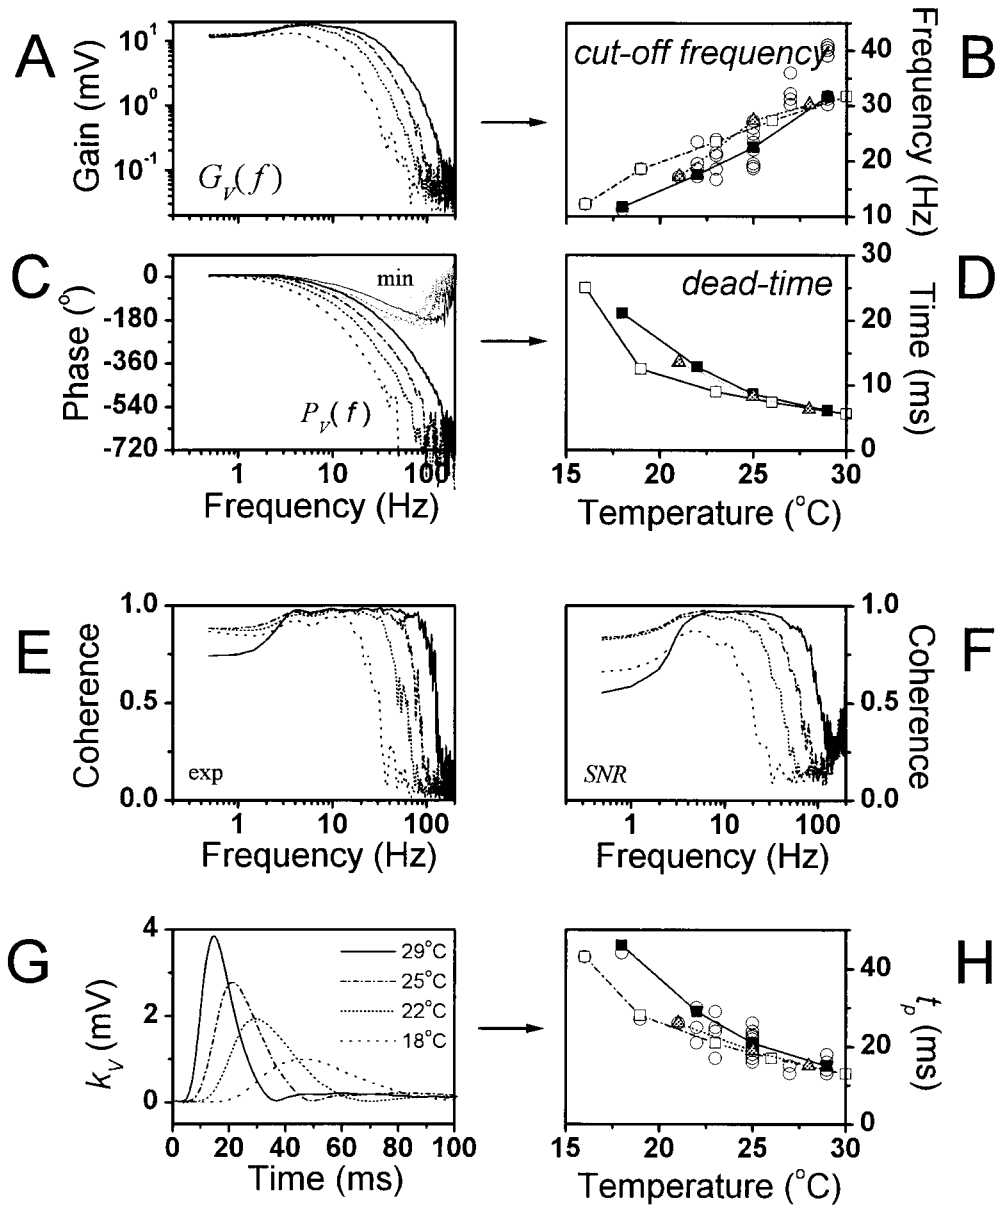 A
Gain (mV)
10¹
10⁰
10⁻¹
G_V(f)
cut-off frequency
B
Frequency (Hz)
40
30
20
10
C
Phase (°)
0
-180
-360
-540
-720
min
P_V(f)
1
10
100
Frequency (Hz)
dead-time
D
Time (ms)
30
20
10
0
15
20
25
30
Temperature (°C)
E
Coherence
1.0
0.5
0.0
exp
1
10
100
Frequency (Hz)
F
Coherence
1.0
0.5
0.0
SNR
1
10
100
Frequency (Hz)
G
k_V (mV)
4
2
0
29°C
25°C
22°C
18°C
0
20
40
60
80
100
Time (ms)
H
t_p (ms)
40
20
0
15
20
25
30
Temperature (°C)